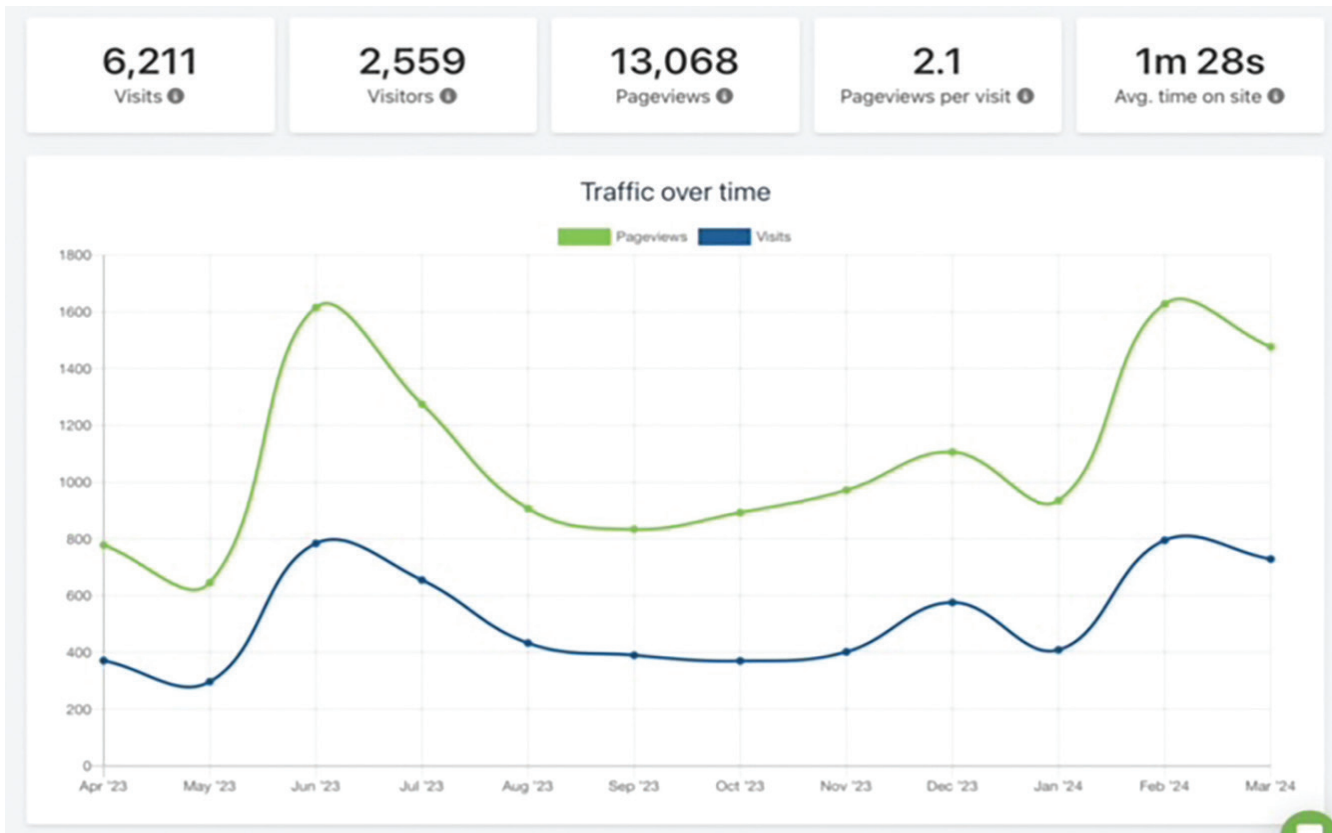 6,211 2,559 13,068 2.1 1m 28s
Visits Visitors Pageviews Pageviews per visit Avg. time on site
Traffic over time
Pageviews Visits
1800
1600
1400
1200
1000
800
600
400
200
0
Apr '23 May '23 Jun '23 Jul '23 Aug '23 Sep '23 Oct '23 Nov '23 Dec '23 Jan '24 Feb '24 Mar '24